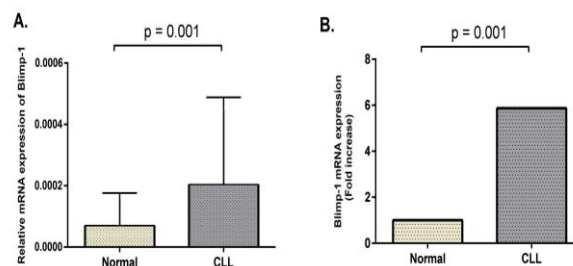 A.
p = 0.001
Relative mRNA expression of Blimp-1
0.0006
0.0004
0.0002
0.0000
Normal
CLL
B.
p = 0.001
Blimp-1 mRNA expression
(Fold increase)
8
6
4
2
0
Normal
CLL